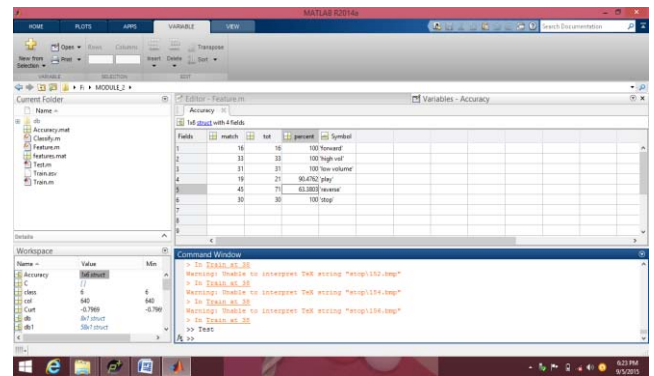 MATLAB R2014a
HOME PLOTS APPS VARIABLE VIEW
Search Documentation
New from Selection Open Print Rows Columns Insert Delete Transpose Sort
VARIABLE SELECTION EDIT
F: MODULE_2
Current Folder
Name
db
Accuracy.mat
Classify.m
Feature.m
features.mat
Test.m
Train.asv
Train.m
Details
Workspace
Name Value Min
Accuracy 1x6 struct
C []
class 6 6
col 640 640
Curt -0.7969 -0.7969
db 8x1 struct
db1 58x1 struct
Editor - Feature.m
Variables - Accuracy
Accuracy
1x6 struct with 4 fields
Fields match tot percent Symbol
1 16 16 100 'forward'
2 33 33 100 'high vol'
3 31 31 100 'low volume'
4 19 21 90.4762 'play'
5 45 71 63.3803 'reverse'
6 30 30 100 'stop'
7
8
9
Command Window
> In Train at 38
Warning: Unable to interpret TeX string "stop\152.bmp"
> In Train at 38
Warning: Unable to interpret TeX string "stop\154.bmp"
> In Train at 38
Warning: Unable to interpret TeX string "stop\156.bmp"
> In Train at 38
>> Test
fx >>
6:23 PM
9/5/2015